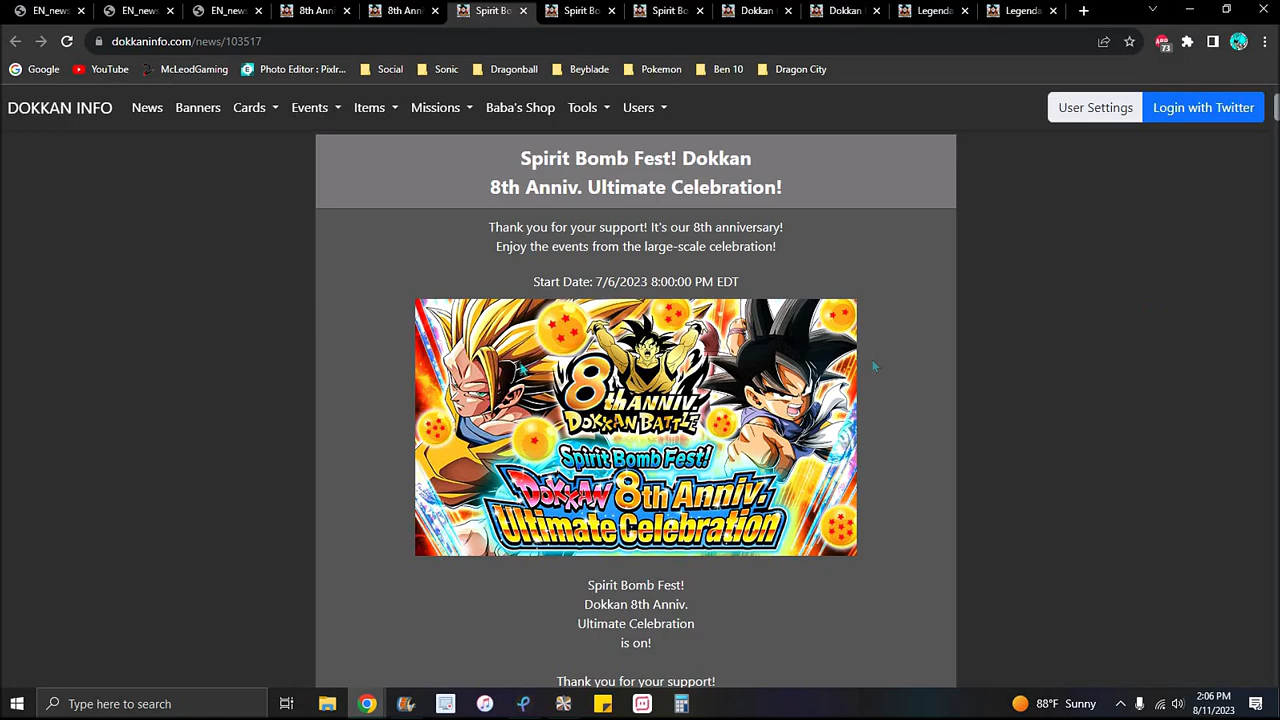 EN_news
EN_news
EN_news
8th Anni
8th Anni
Spirit Bo
Spirit Bo
Spirit Bo
Dokkan
Dokkan
Legenda
Legenda
dokkaninfo.com/news/103517
73
Google
YouTube
McLeodGaming
Photo Editor : Pixlr...
Social
Sonic
Dragonball
Beyblade
Pokemon
Ben 10
Dragon City
DOKKAN INFO
News
Banners
Cards
Events
Items
Missions
Baba's Shop
Tools
Users
User Settings
Login with Twitter
Spirit Bomb Fest! Dokkan
8th Anniv. Ultimate Celebration!
Thank you for your support! It's our 8th anniversary!
Enjoy the events from the large-scale celebration!
Start Date: 7/6/2023 8:00:00 PM EDT
8th ANNIV.
DOKKAN BATTLE
Spirit Bomb Fest!
DOKKAN 8th Anniv.
Ultimate Celebration
Spirit Bomb Fest!
Dokkan 8th Anniv.
Ultimate Celebration
is on!
Thank you for your support!
Type here to search
88°F Sunny
2:06 PM
8/11/2023